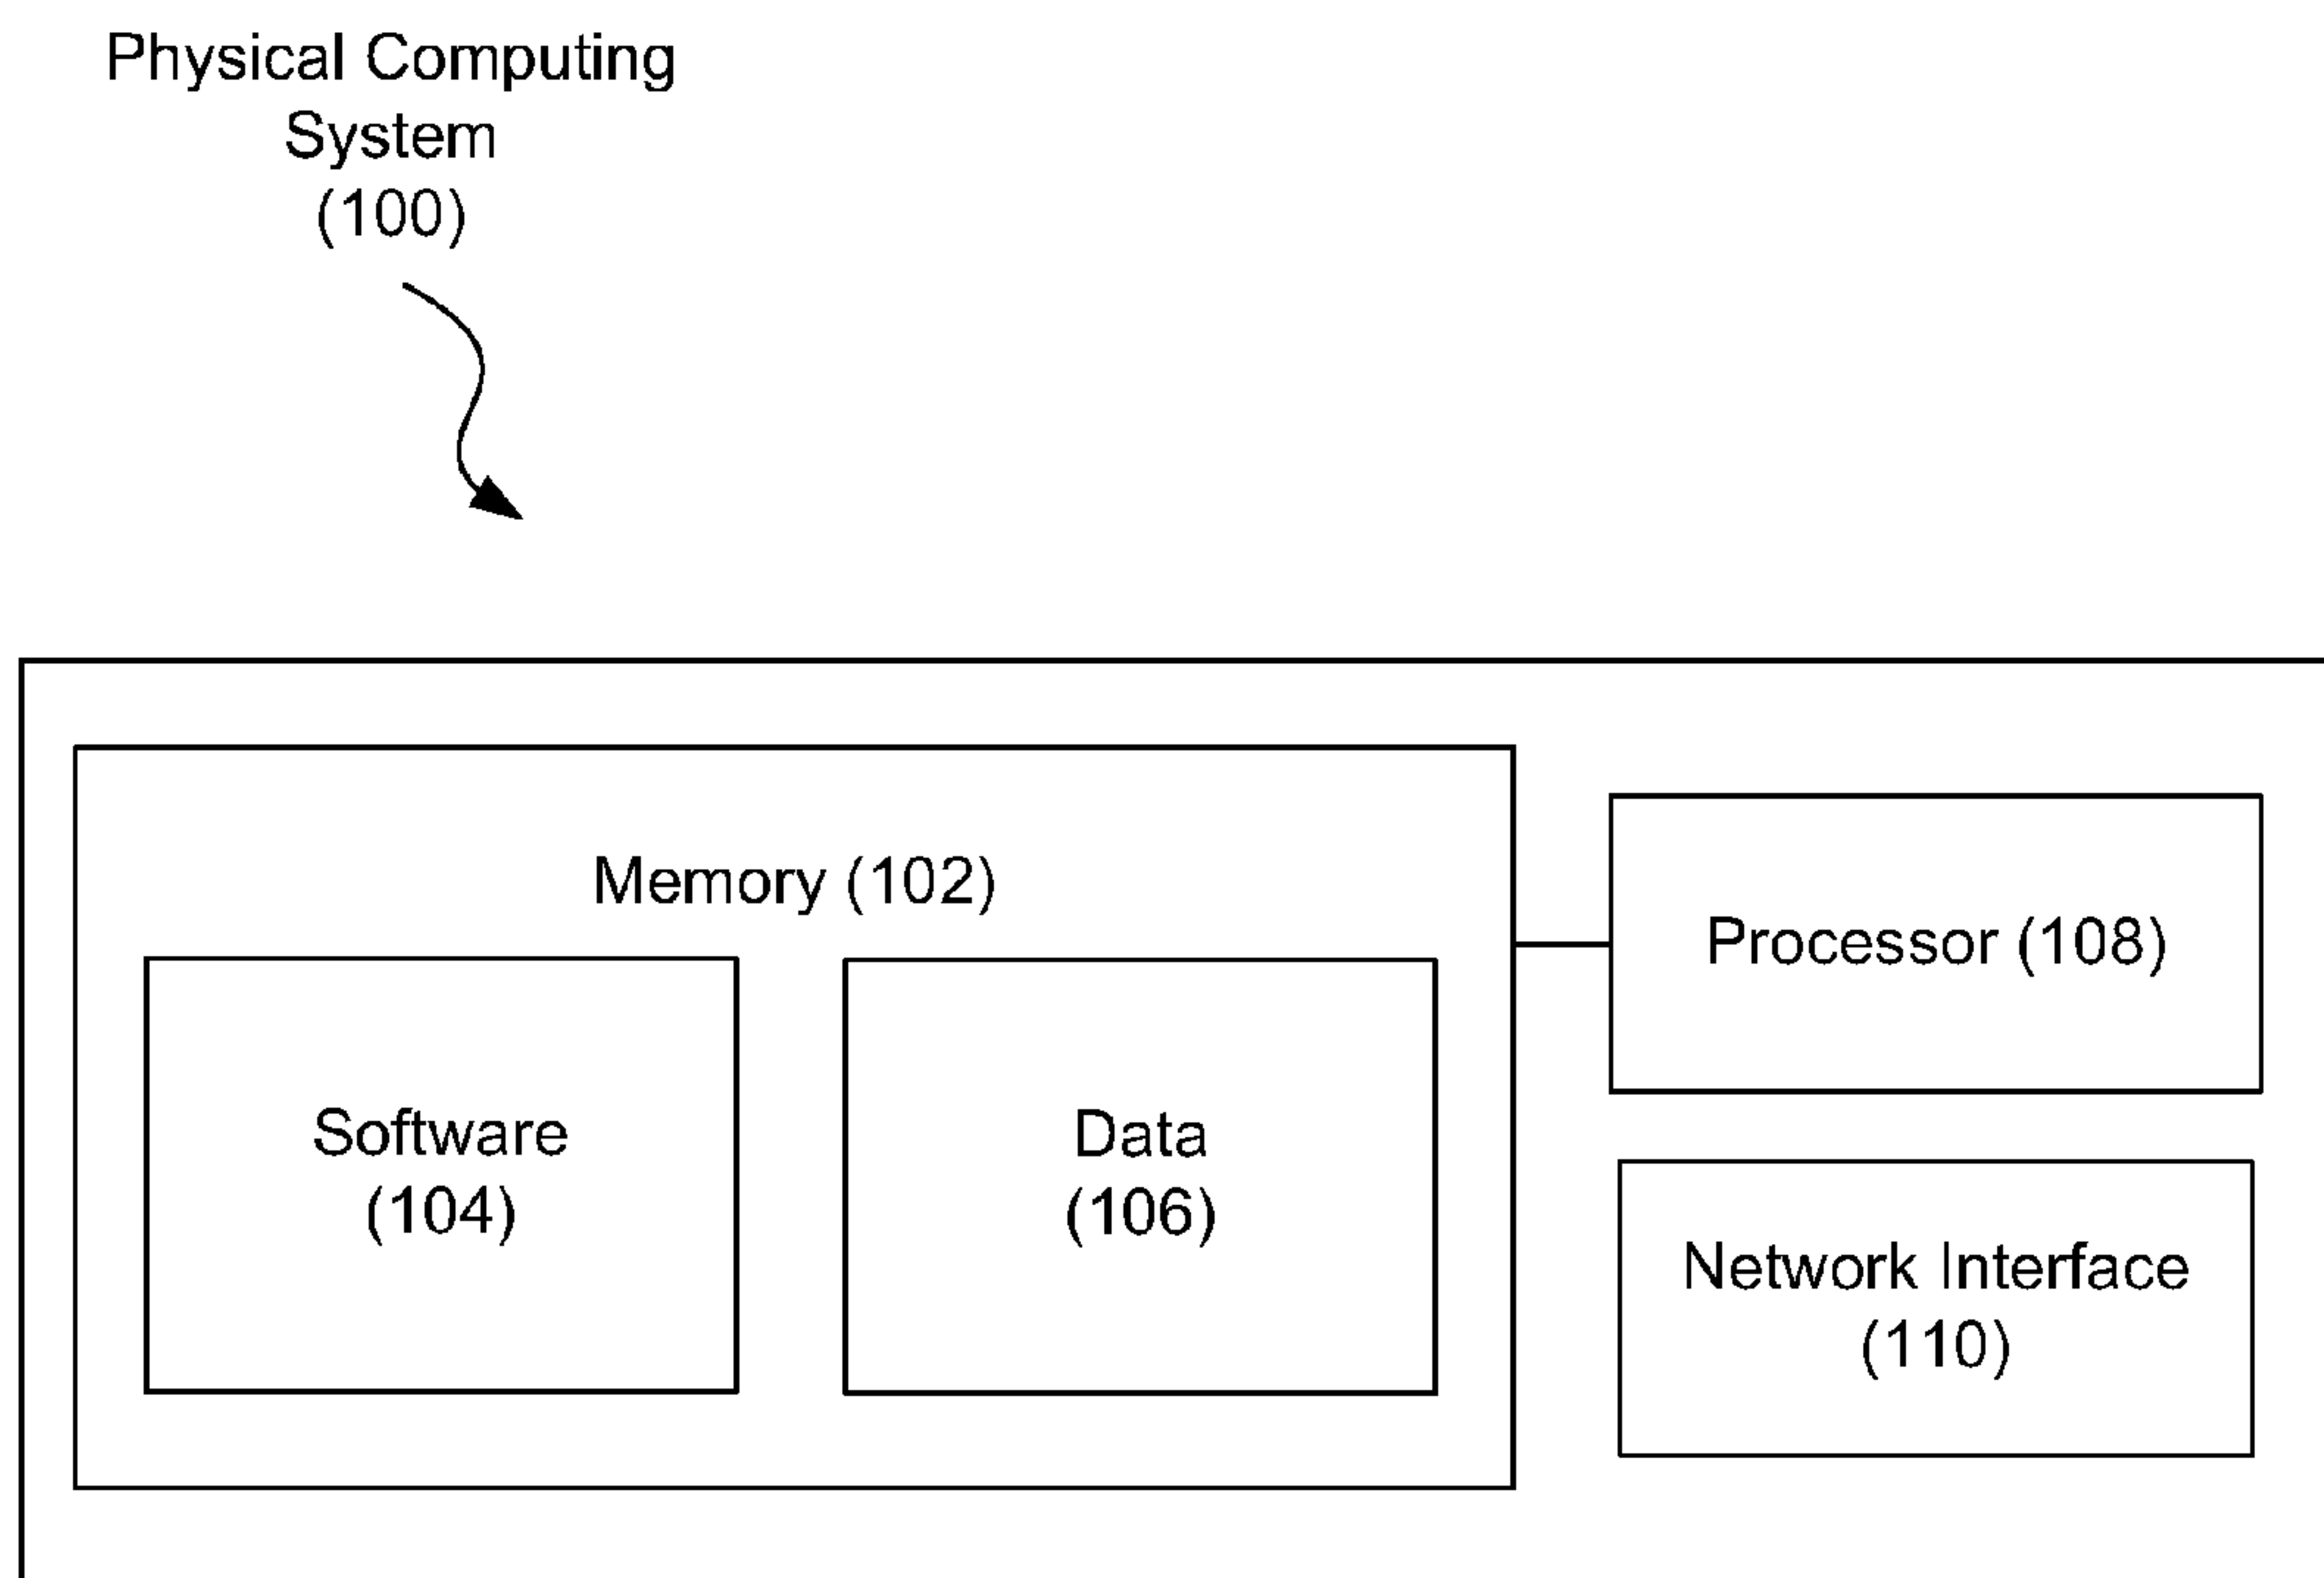 Physical Computing
System
(100)
Memory (102)
Processor (108)
Software
(104)
Data
(106)
Network Interface
(110)